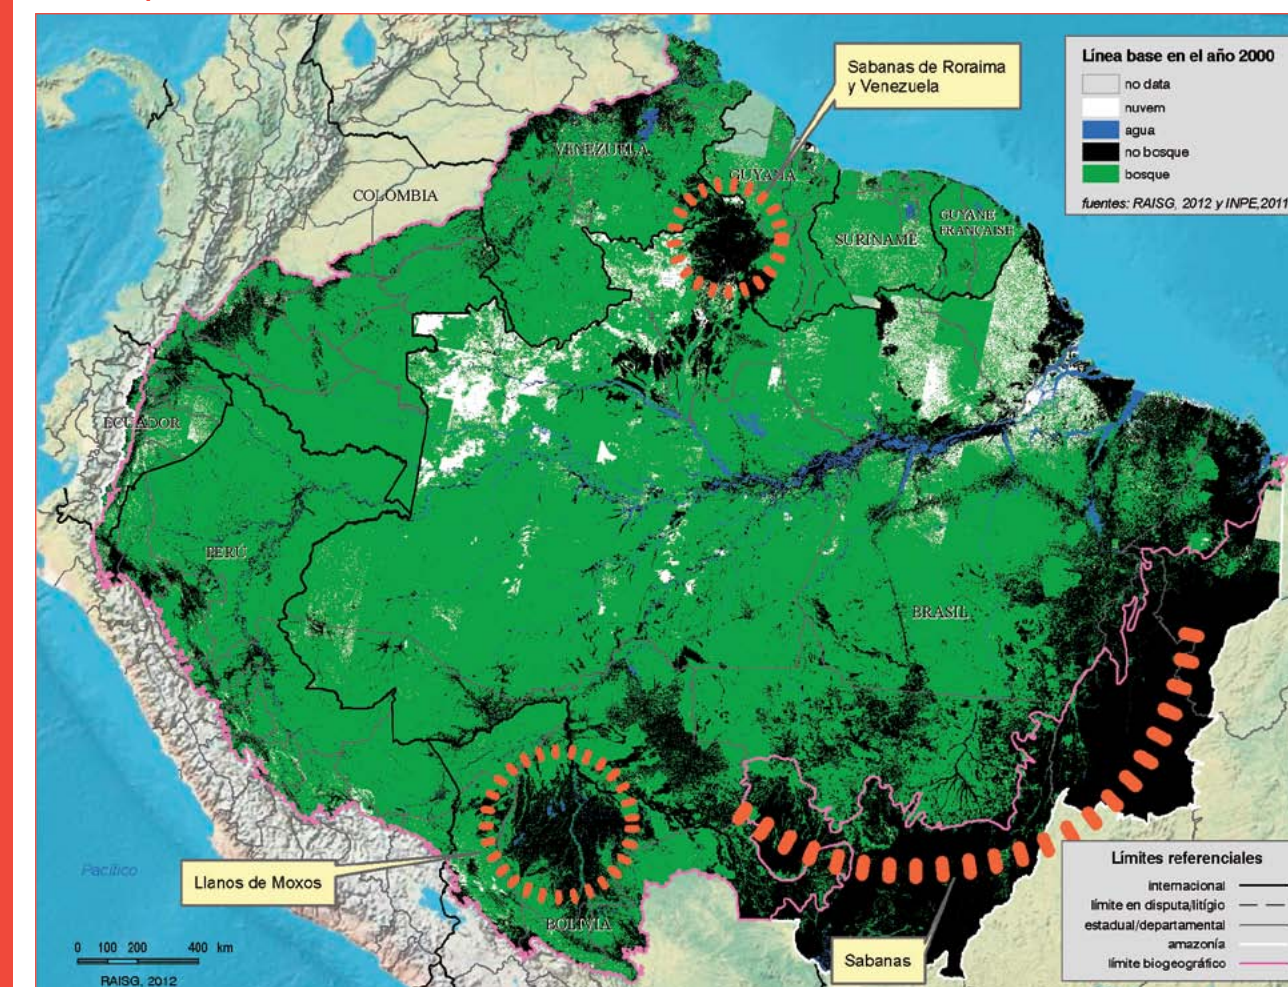 Sabanas de Roraima
y Venezuela
Línea base en el año 2000
no data
nuvem
agua
no bosque
bosque
fuentes: RAISG, 2012 y INPE,2011
VENEZUELA
COLOMBIA
GUYANA
SURINAME
GUYANE
FRANÇAISE
ECUADOR
PERÚ
BRASIL
Pacífico
Llanos de Moxos
BOLIVIA
Sabanas
Límites referenciales
internacional
límite en disputa/litígio
estadual/departamental
amazonía
límite biogeográfico
0 100 200 400 km
RAISG, 2012